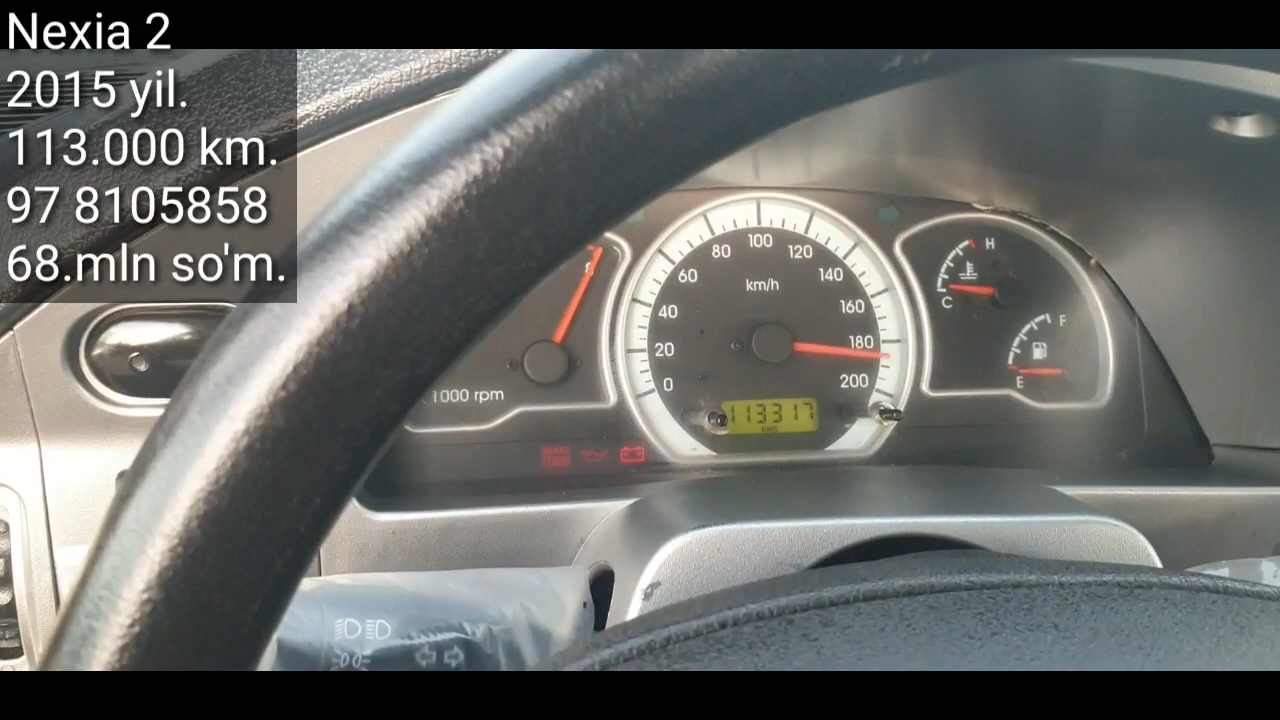 Nexia 2
2015 yil.
113.000 km.
97 8105858
68.mln so'm.
0 20 40 60 80 100 120 140 160 180 200
km/h
1000 rpm
113317
KMS
H
C
F
E